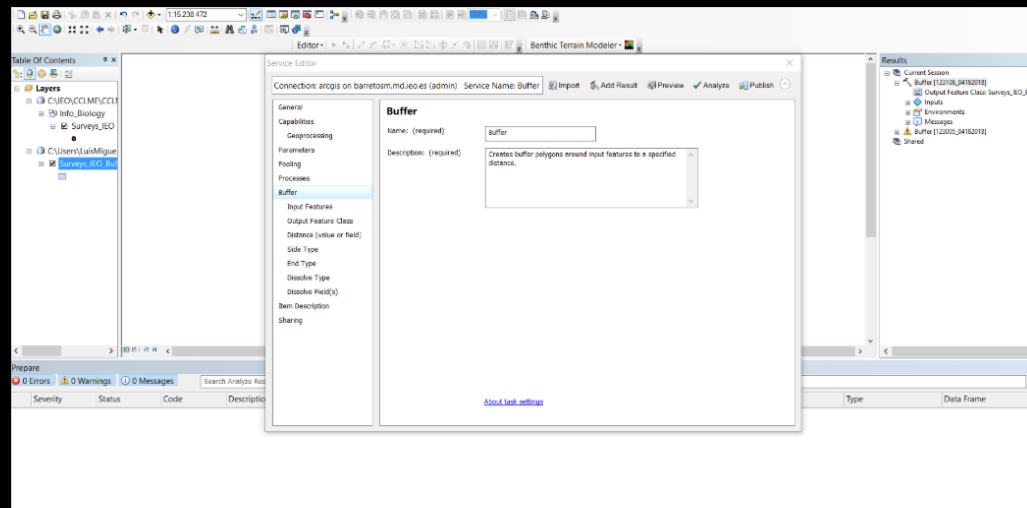 1:15.238.472
Editor
Benthic Terrain Modeler
Table Of Contents
Layers
C:\IEO\CCLME\CCLI
Info_Biology
Surveys_IEO
C:\Users\LuisMigue
Surveys_IEO_Buf
Service Editor
Connection: arcgis on barretosm.md.ieo.es (admin) Service Name: Buffer
Import
Add Result
Preview
Analyze
Publish
General
Capabilities
Geoprocessing
Parameters
Pooling
Processes
Buffer
Input Features
Output Feature Class
Distance (value or field)
Side Type
End Type
Dissolve Type
Dissolve Field(s)
Item Description
Sharing
Buffer
Name: (required)
Buffer
Description: (required)
Creates buffer polygons around input features to a specified
distance.
About task settings
Results
Current Session
Buffer [123108_04182018]
Output Feature Class: Surveys_IEO_B
Inputs
Environments
Messages
Buffer [123005_04182018]
Shared
Prepare
0 Errors
0 Warnings
0 Messages
Search Analyze Res
Severity
Status
Code
Descriptio
Type
Data Frame